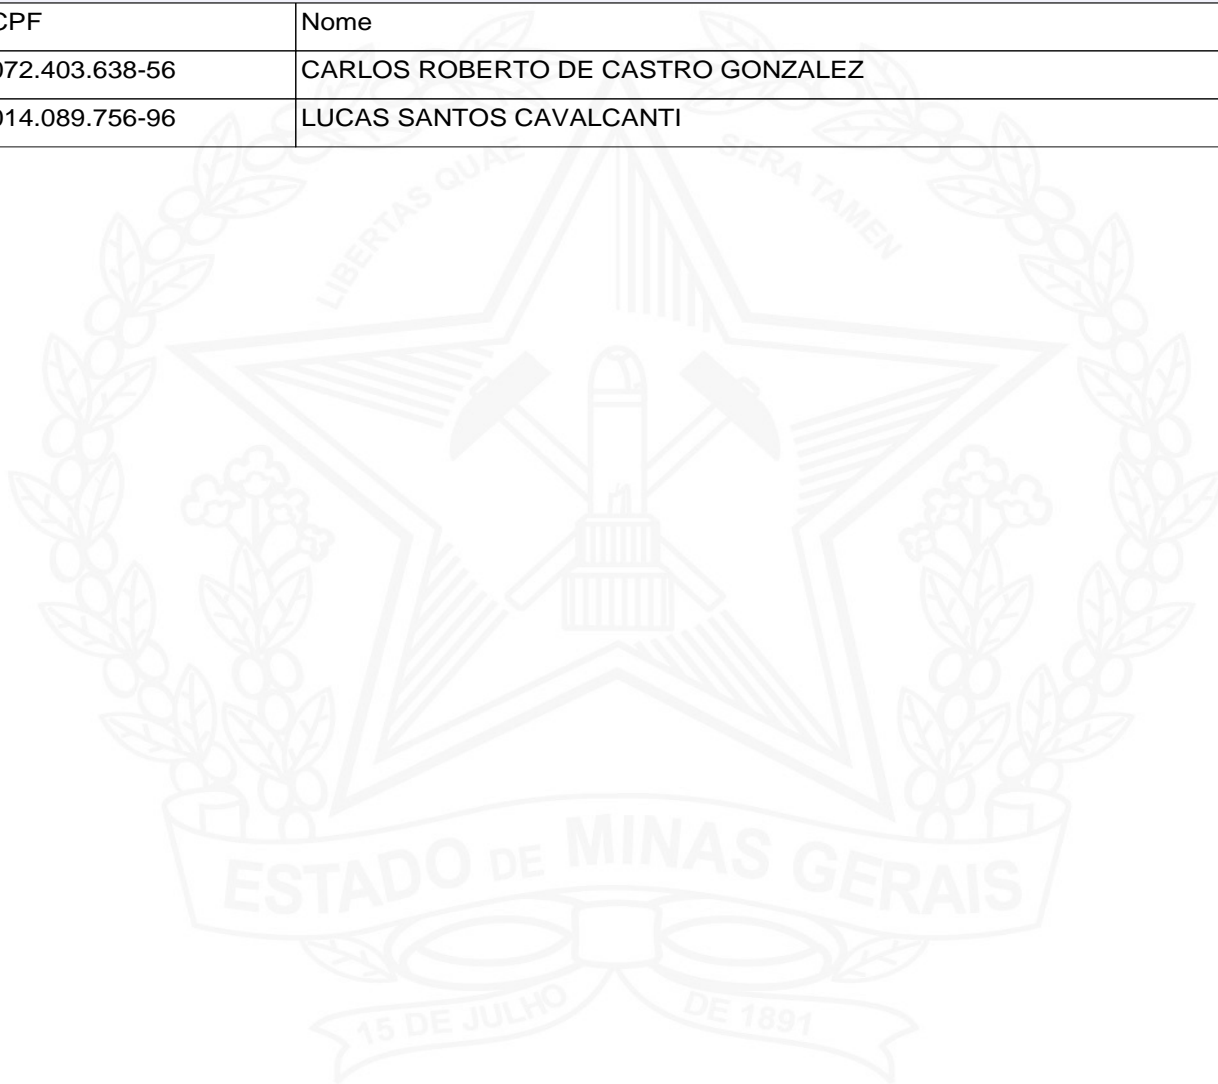 CPF Nome
072.403.638-56 CARLOS ROBERTO DE CASTRO GONZALEZ
014.089.756-96 LUCAS SANTOS CAVALCANTI
LIBERTAS QUAE SERA TAMEN
ESTADO DE MINAS GERAIS
15 DE JULHO DE 1891